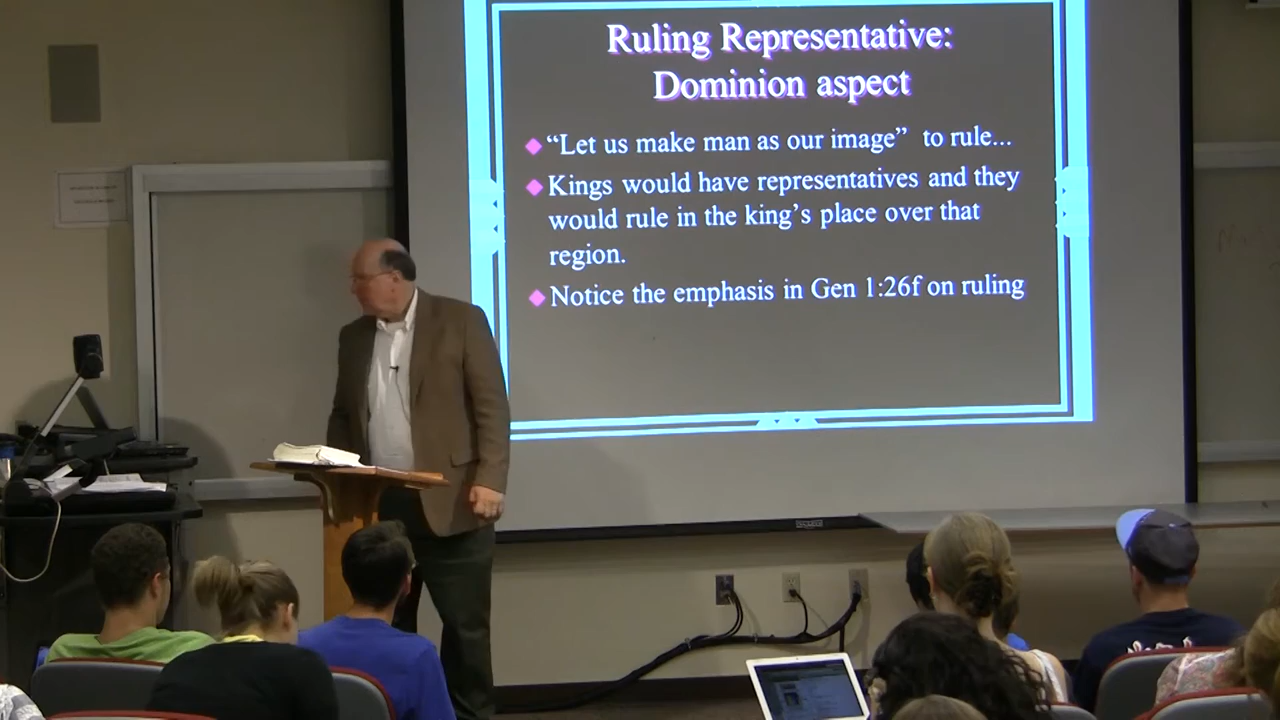 Ruling Representative:
Dominion aspect
“Let us make man as our image” to rule...
Kings would have representatives and they
would rule in the king’s place over that
region.
Notice the emphasis in Gen 1:26f on ruling